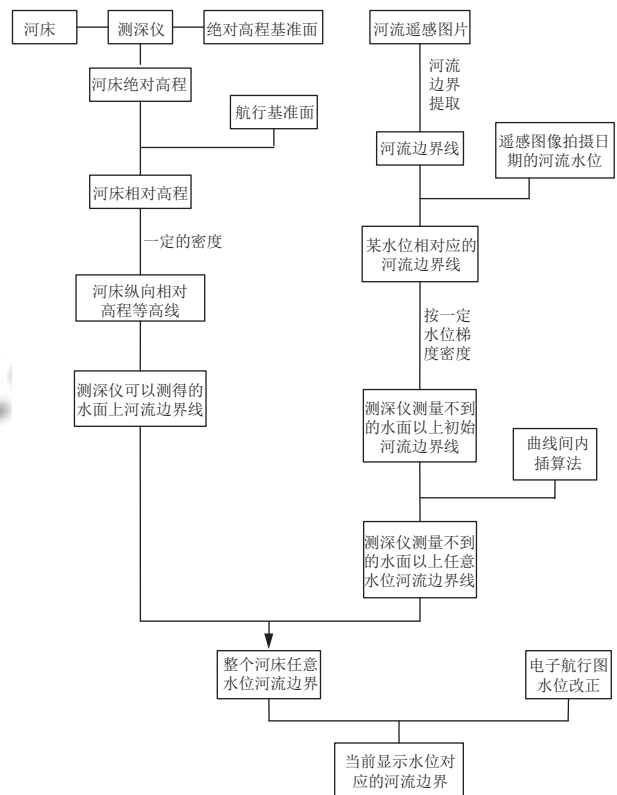 河床
测深仪
绝对高程基准面
河床绝对高程
航行基准面
河床相对高程
一定的密度
河床纵向相对
高程等高线
测深仪可以测得的
水面上河流边界线
河流遥感图片
河流
边界
提取
河流边界线
遥感图像拍摄日
期的河流水位
某水位相对应的
河流边界线
按一定
水位梯
度密度
测深仪测量不到
的水面以上初始
河流边界线
曲线间内
插算法
测深仪测量不到
的水面以上任意
水位河流边界线
整个河床任意
水位河流边界
电子航行图
水位改正
当前显示水位对
应的河流边界